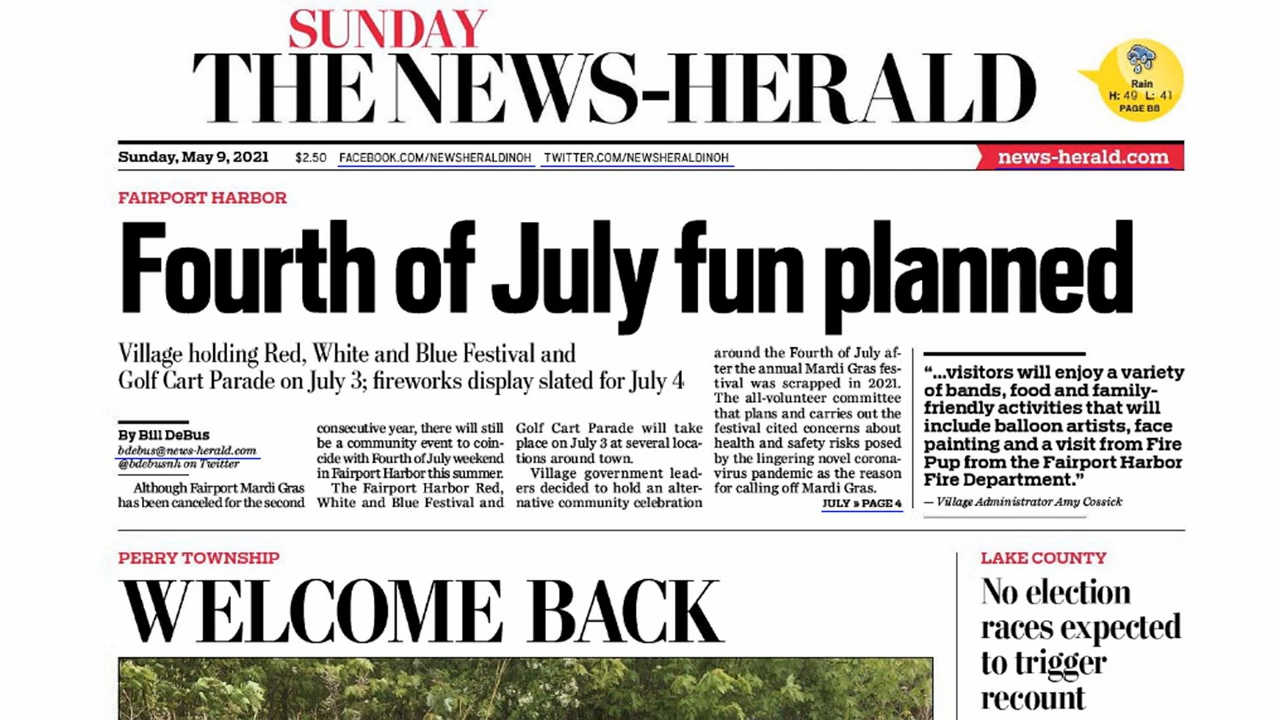 SUNDAY
THE NEWS-HERALD
Rain
H: 49 L: 41
PAGE B8
Sunday, May 9, 2021 $2.50 FACEBOOK.COM/NEWSHERALDINOH TWITTER.COM/NEWSHERALDINOH news-herald.com
FAIRPORT HARBOR
Fourth of July fun planned
Village holding Red, White and Blue Festival and
Golf Cart Parade on July 3; fireworks display slated for July 4
By Bill DeBus
bdebus@news-herald.com
@bdebusnh on Twitter
Although Fairport Mardi Gras
has been canceled for the second
consecutive year, there will still
be a community event to coin-
cide with Fourth of July weekend
in Fairport Harbor this summer.
The Fairport Harbor Red,
White and Blue Festival and
Golf Cart Parade will take
place on July 3 at several loca-
tions around town.
Village government lead-
ers decided to hold an alter-
native community celebration
around the Fourth of July af-
ter the annual Mardi Gras fes-
tival was scrapped in 2021.
The all-volunteer committee
that plans and carries out the
festival cited concerns about
health and safety risks posed
by the lingering novel corona-
virus pandemic as the reason
for calling off Mardi Gras.
JULY » PAGE 4
“...visitors will enjoy a variety
of bands, food and family-
friendly activities that will
include balloon artists, face
painting and a visit from Fire
Pup from the Fairport Harbor
Fire Department.”
— Village Administrator Amy Cossick
PERRY TOWNSHIP
WELCOME BACK
LAKE COUNTY
No election
races expected
to trigger
recount